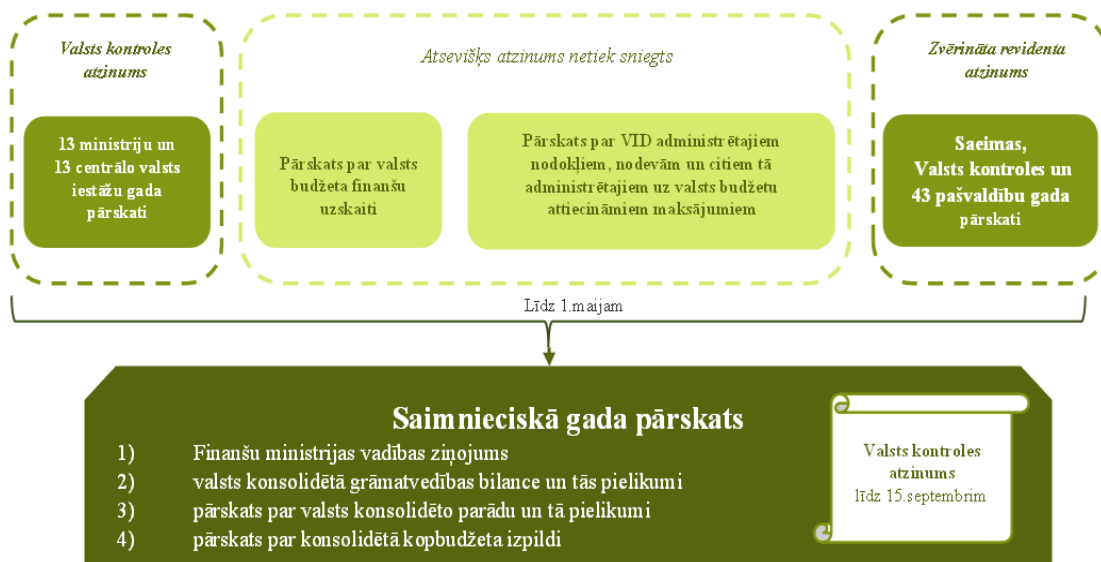 Valsts kontroles
atzinums
13 ministriju un
13 centrālo valsts
iestāžu gada
pārskati
Atsevišķs atzinums netiek sniegts
Pārskats par valsts
budžeta finanšu
uzskaiti
Pārskats par VID administrētajiem
nodokļiem, nodevām un citiem tā
administrētajiem uz valsts budžetu
attiecināmiem maksājumiem
Zvērināta revidenta
atzinums
Saeimas,
Valsts kontroles un
43 pašvaldību gada
pārskati
Līdz 1.maijam
Saimnieciskā gada pārskats
1) Finanšu ministrijas vadības ziņojums
2) valsts konsolidētā grāmatvedības bilance un tās pielikumi
3) pārskats par valsts konsolidēto parādu un tā pielikumi
4) pārskats par konsolidētā kopbudžeta izpildi
Valsts kontroles
atzinums
līdz 15.septembrim